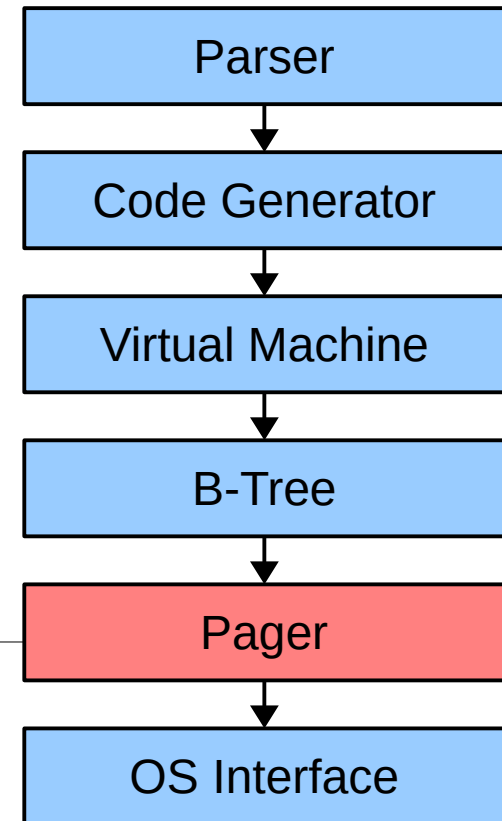 Parser
Code Generator
Virtual Machine
B-Tree
Pager
OS Interface